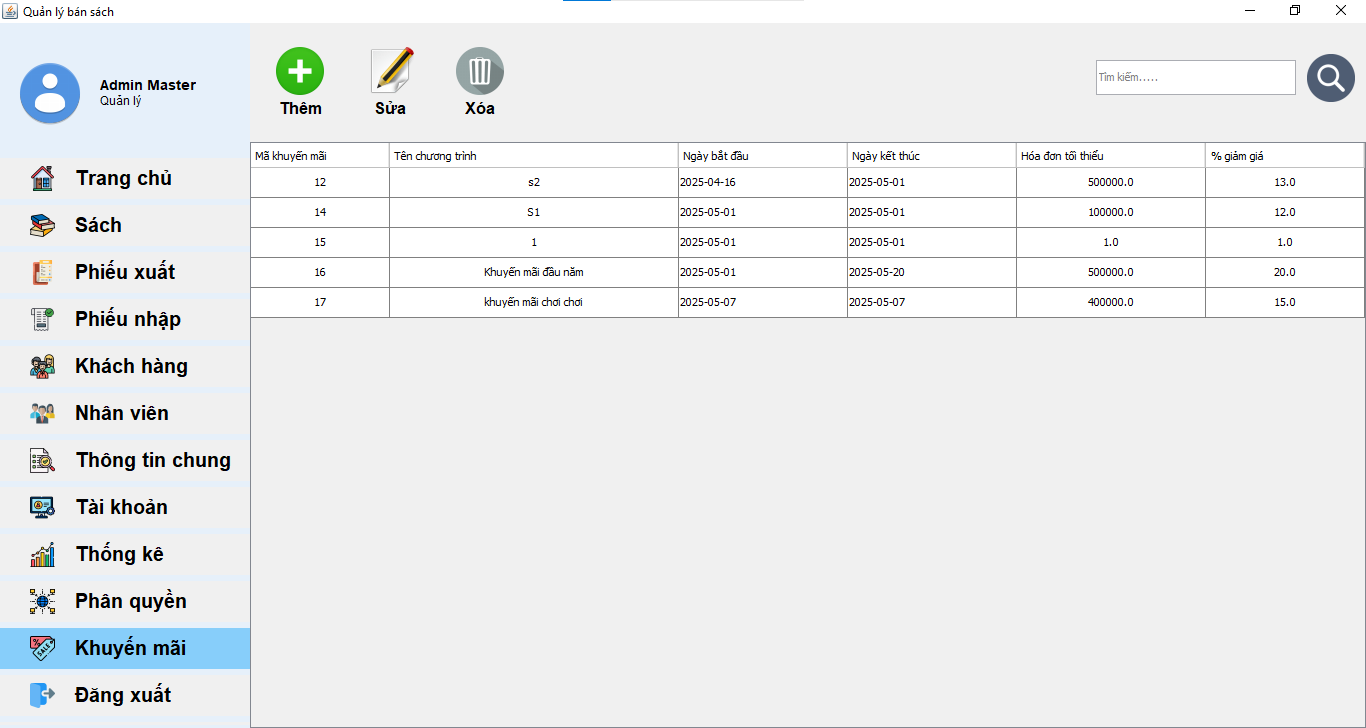 Quản lý bán sách
Admin Master
Quản lý
Thêm
Sửa
Xóa
Tìm kiếm.....
Trang chủ
Sách
Phiếu xuất
Phiếu nhập
Khách hàng
Nhân viên
Thông tin chung
Tài khoản
Thống kê
Phân quyền
Khuyến mãi
Đăng xuất
Mã khuyến mãi Tên chương trình Ngày bắt đầu Ngày kết thúc Hóa đơn tối thiểu % giảm giá
12 s2 2025-04-16 2025-05-01 500000.0 13.0
14 S1 2025-05-01 2025-05-01 100000.0 12.0
15 1 2025-05-01 2025-05-01 1.0 1.0
16 Khuyến mãi đầu năm 2025-05-01 2025-05-20 500000.0 20.0
17 khuyến mãi chơi chơi 2025-05-07 2025-05-07 400000.0 15.0